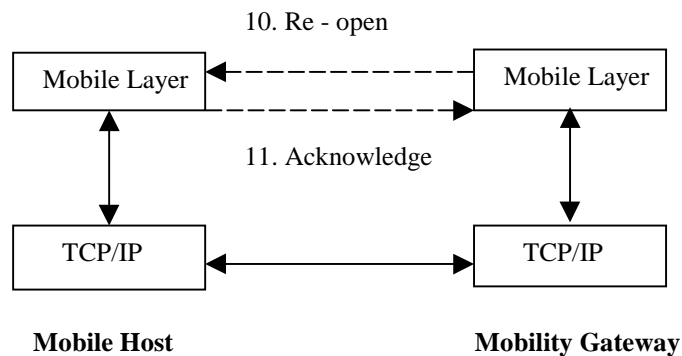 10. Re - open
Mobile Layer
Mobile Layer
11. Acknowledge
TCP/IP
TCP/IP
Mobile Host
Mobility Gateway